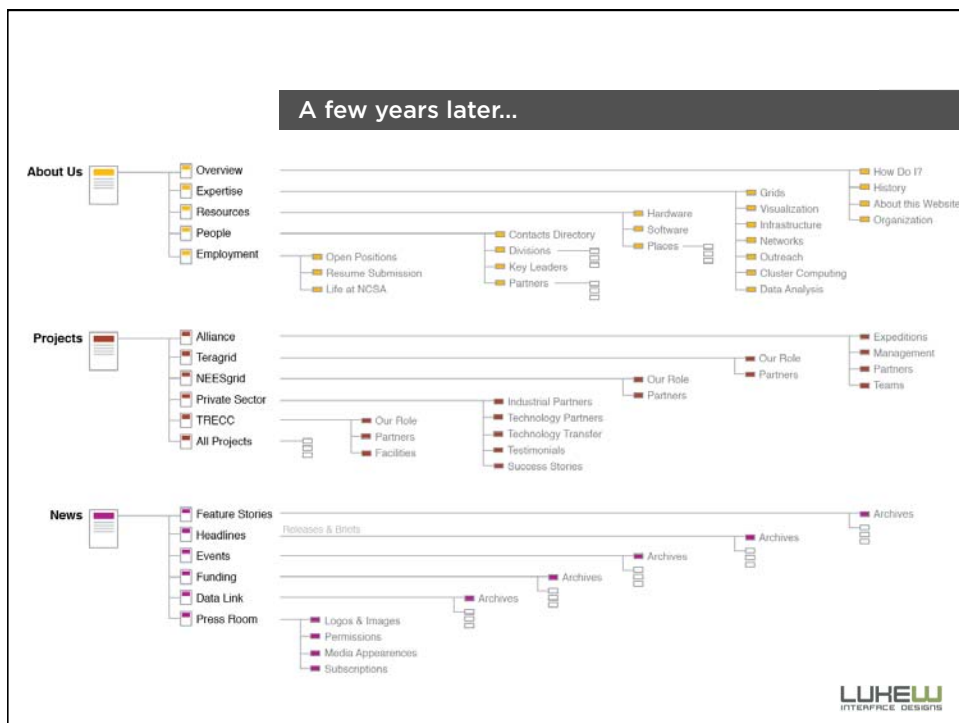 A few years later...
About Us
Overview
How Do I?
History
About this Website
Organization
Expertise
Grids
Visualization
Infrastructure
Networks
Outreach
Cluster Computing
Data Analysis
Resources
Hardware
Software
Places
People
Contacts Directory
Divisions
Key Leaders
Partners
Employment
Open Positions
Resume Submission
Life at NCSA
Projects
Alliance
Expeditions
Management
Partners
Teams
Teragrid
Our Role
Partners
NEESgrid
Our Role
Partners
Private Sector
Industrial Partners
Technology Partners
Technology Transfer
Testimonials
Success Stories
TRECC
Our Role
Partners
Facilities
All Projects
News
Feature Stories
Archives
Headlines
Releases & Briefs
Archives
Events
Archives
Funding
Archives
Data Link
Archives
Press Room
Logos & Images
Permissions
Media Appearences
Subscriptions
LUKEW
INTERFACE DESIGNS